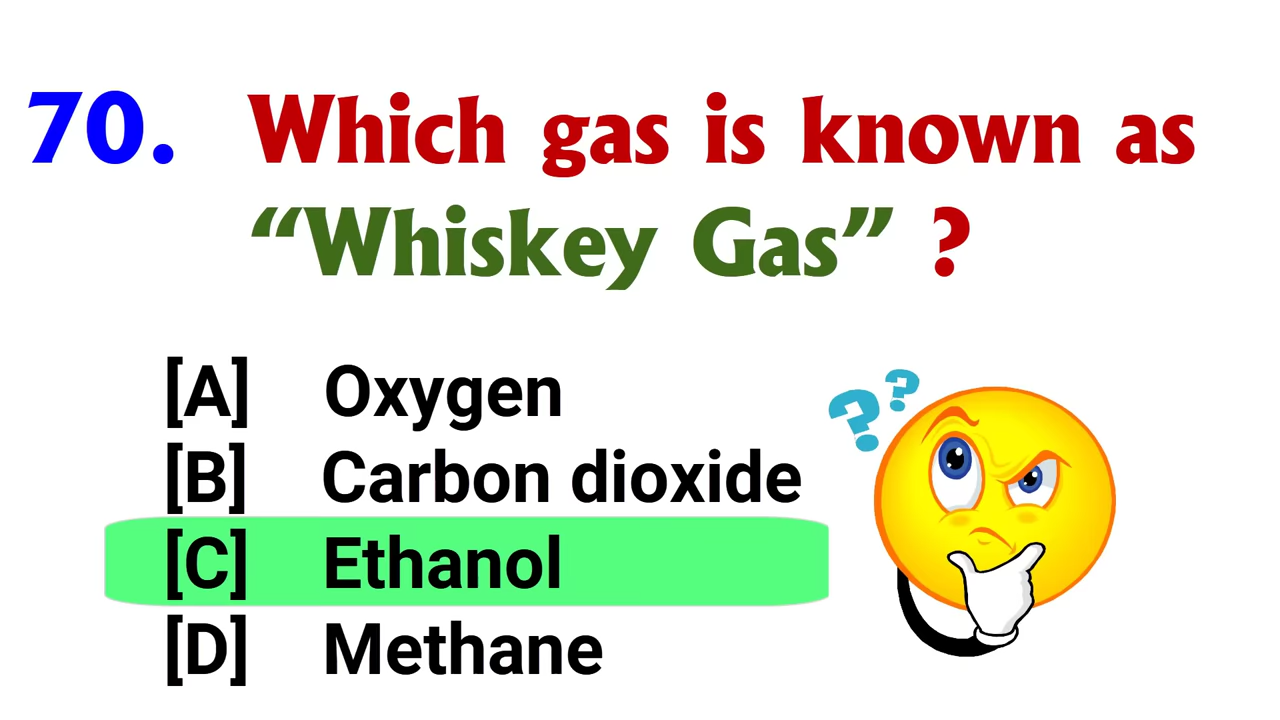 70. Which gas is known as
“Whiskey Gas” ?
[A] Oxygen
[B] Carbon dioxide
[C] Ethanol
[D] Methane
??